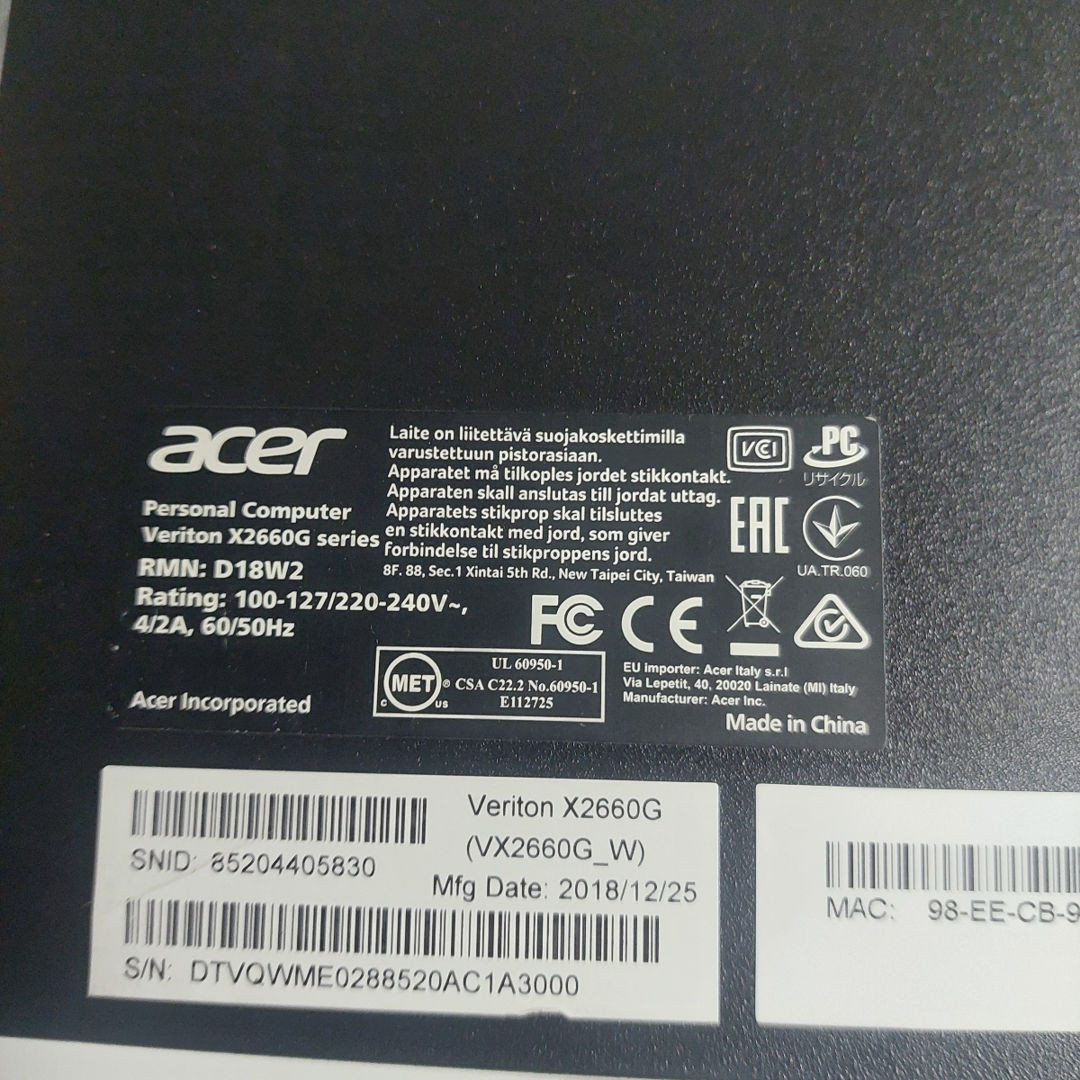 acer
Personal Computer
Veriton X2660G series
RMN: D18W2
Rating: 100-127/220-240V~,
4/2A, 60/50Hz
Acer Incorporated
Laite on liitettävä suojakoskettimilla
varustettuun pistorasiaan.
Apparatet må tilkoples jordet stikkontakt.
Apparaten skall anslutas till jordat uttag.
Apparatets stikprop skal tilsluttes
en stikkontakt med jord, som giver
forbindelse til stikproppens jord.
8F. 88, Sec.1 Xintai 5th Rd., New Taipei City, Taiwan
VCI
PC
リサイクル
EAC
UA.TR.060
FC CE
MET ®
C US
UL 60950-1
CSA C22.2 No.60950-1
E112725
EU importer: Acer Italy s.r.l
Via Lepetit, 40, 20020 Lainate (MI) Italy
Manufacturer: Acer Inc.
Made in China
Veriton X2660G
(VX2660G_W)
SNID: 85204405830
Mfg Date: 2018/12/25
S/N: DTVQWME0288520AC1A3000
MAC: 98-EE-CB-9